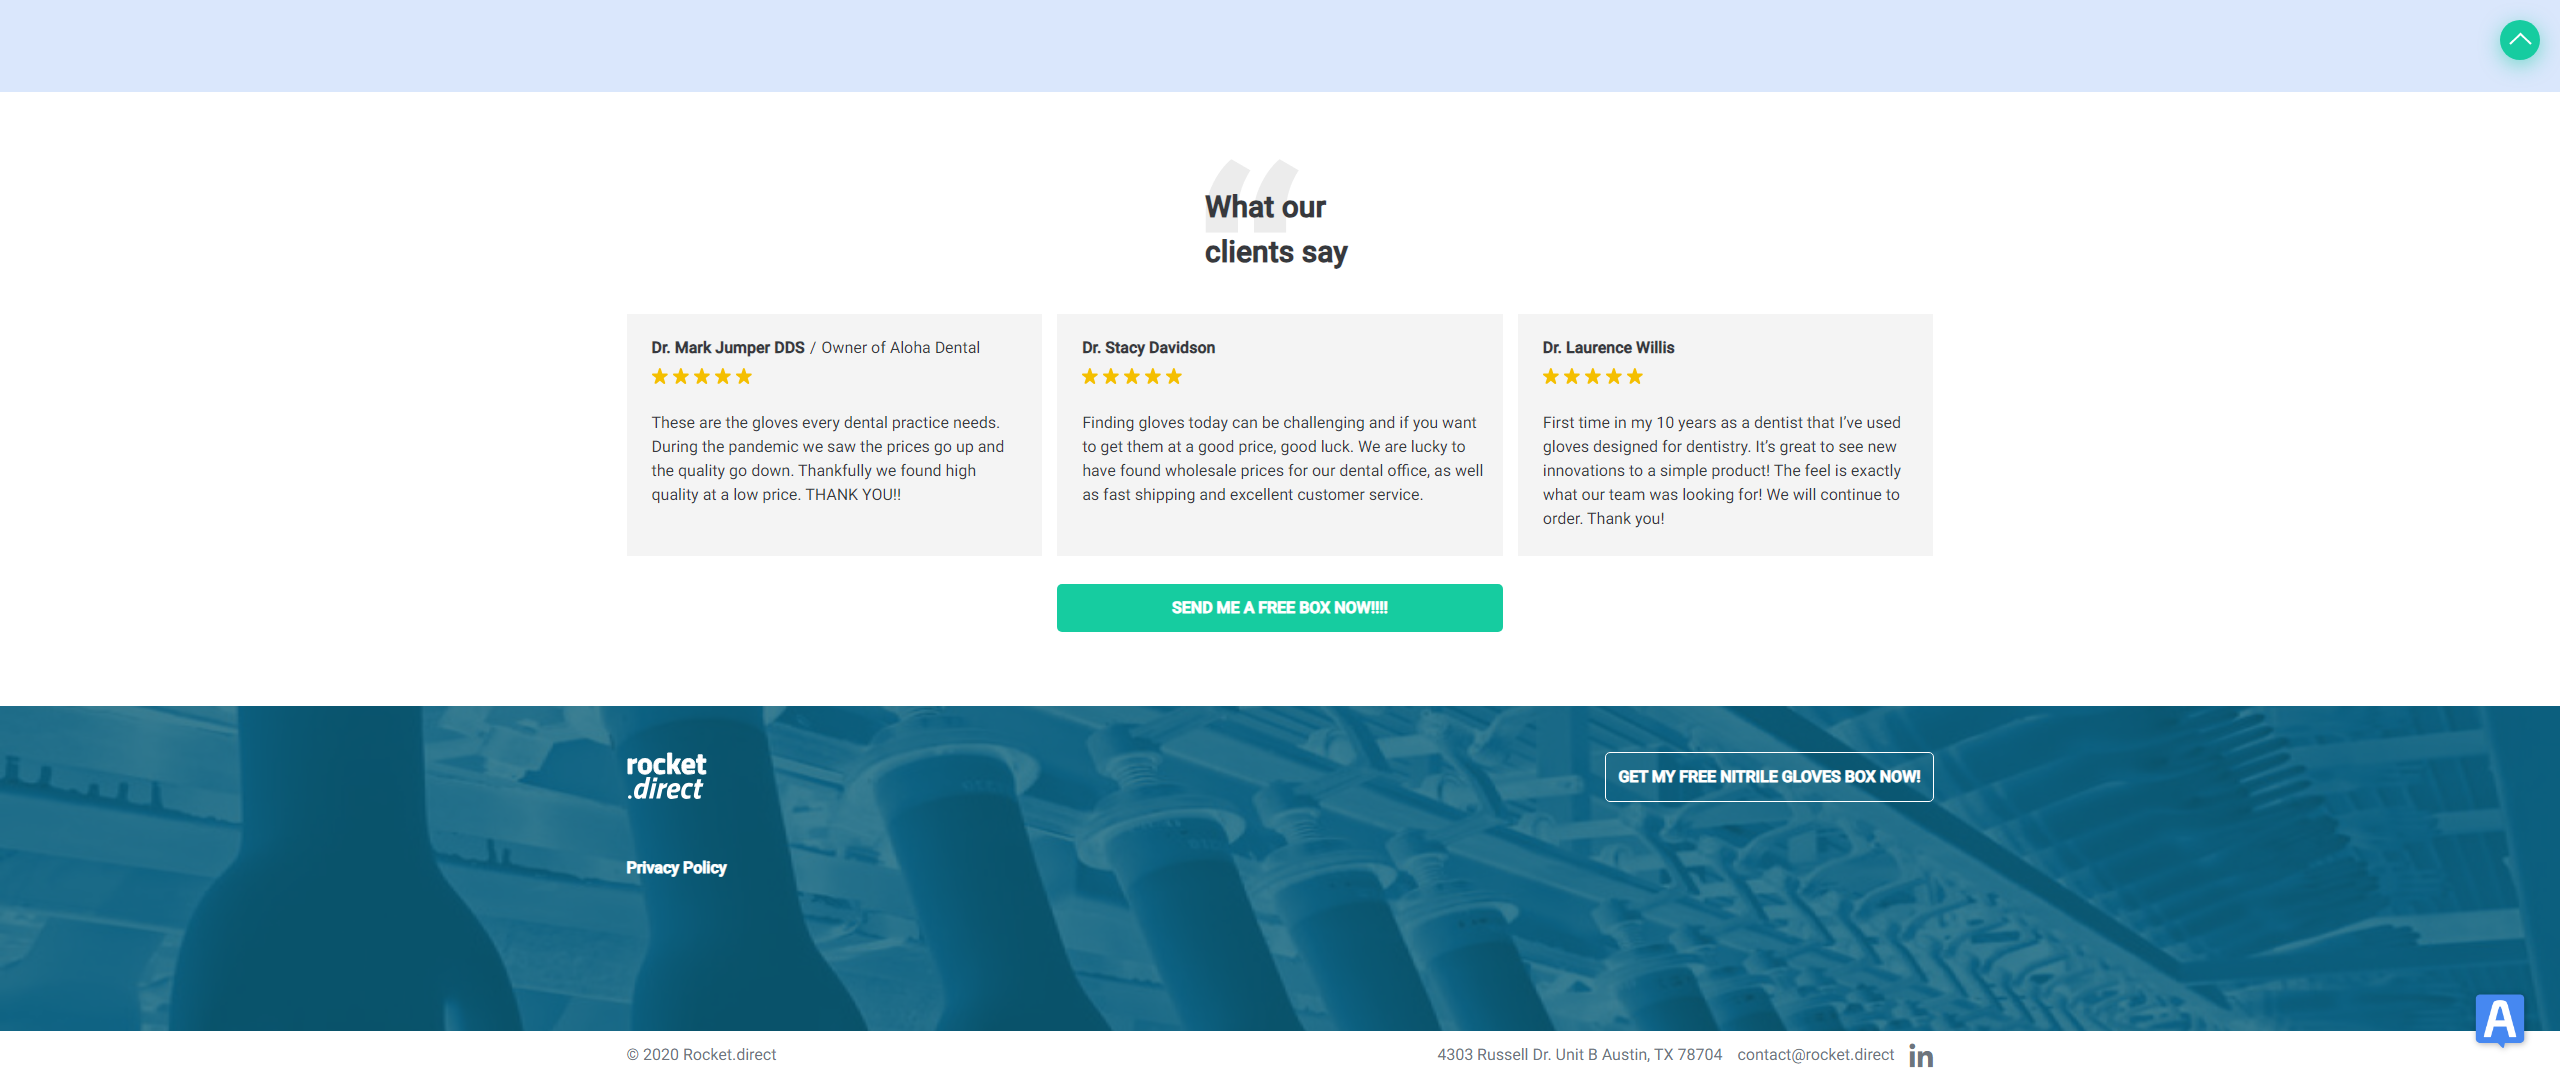 “
What our
clients say
Dr. Mark Jumper DDS / Owner of Aloha Dental
These are the gloves every dental practice needs.
During the pandemic we saw the prices go up and
the quality go down. Thankfully we found high
quality at a low price. THANK YOU!!
Dr. Stacy Davidson
Finding gloves today can be challenging and if you want
to get them at a good price, good luck. We are lucky to
have found wholesale prices for our dental office, as well
as fast shipping and excellent customer service.
Dr. Laurence Willis
First time in my 10 years as a dentist that I’ve used
gloves designed for dentistry. It’s great to see new
innovations to a simple product! The feel is exactly
what our team was looking for! We will continue to
order. Thank you!
SEND ME A FREE BOX NOW!!!!
rocket
.direct
GET MY FREE NITRILE GLOVES BOX NOW!
Privacy Policy
© 2020 Rocket.direct
4303 Russell Dr. Unit B Austin, TX 78704 contact@rocket.direct in
A